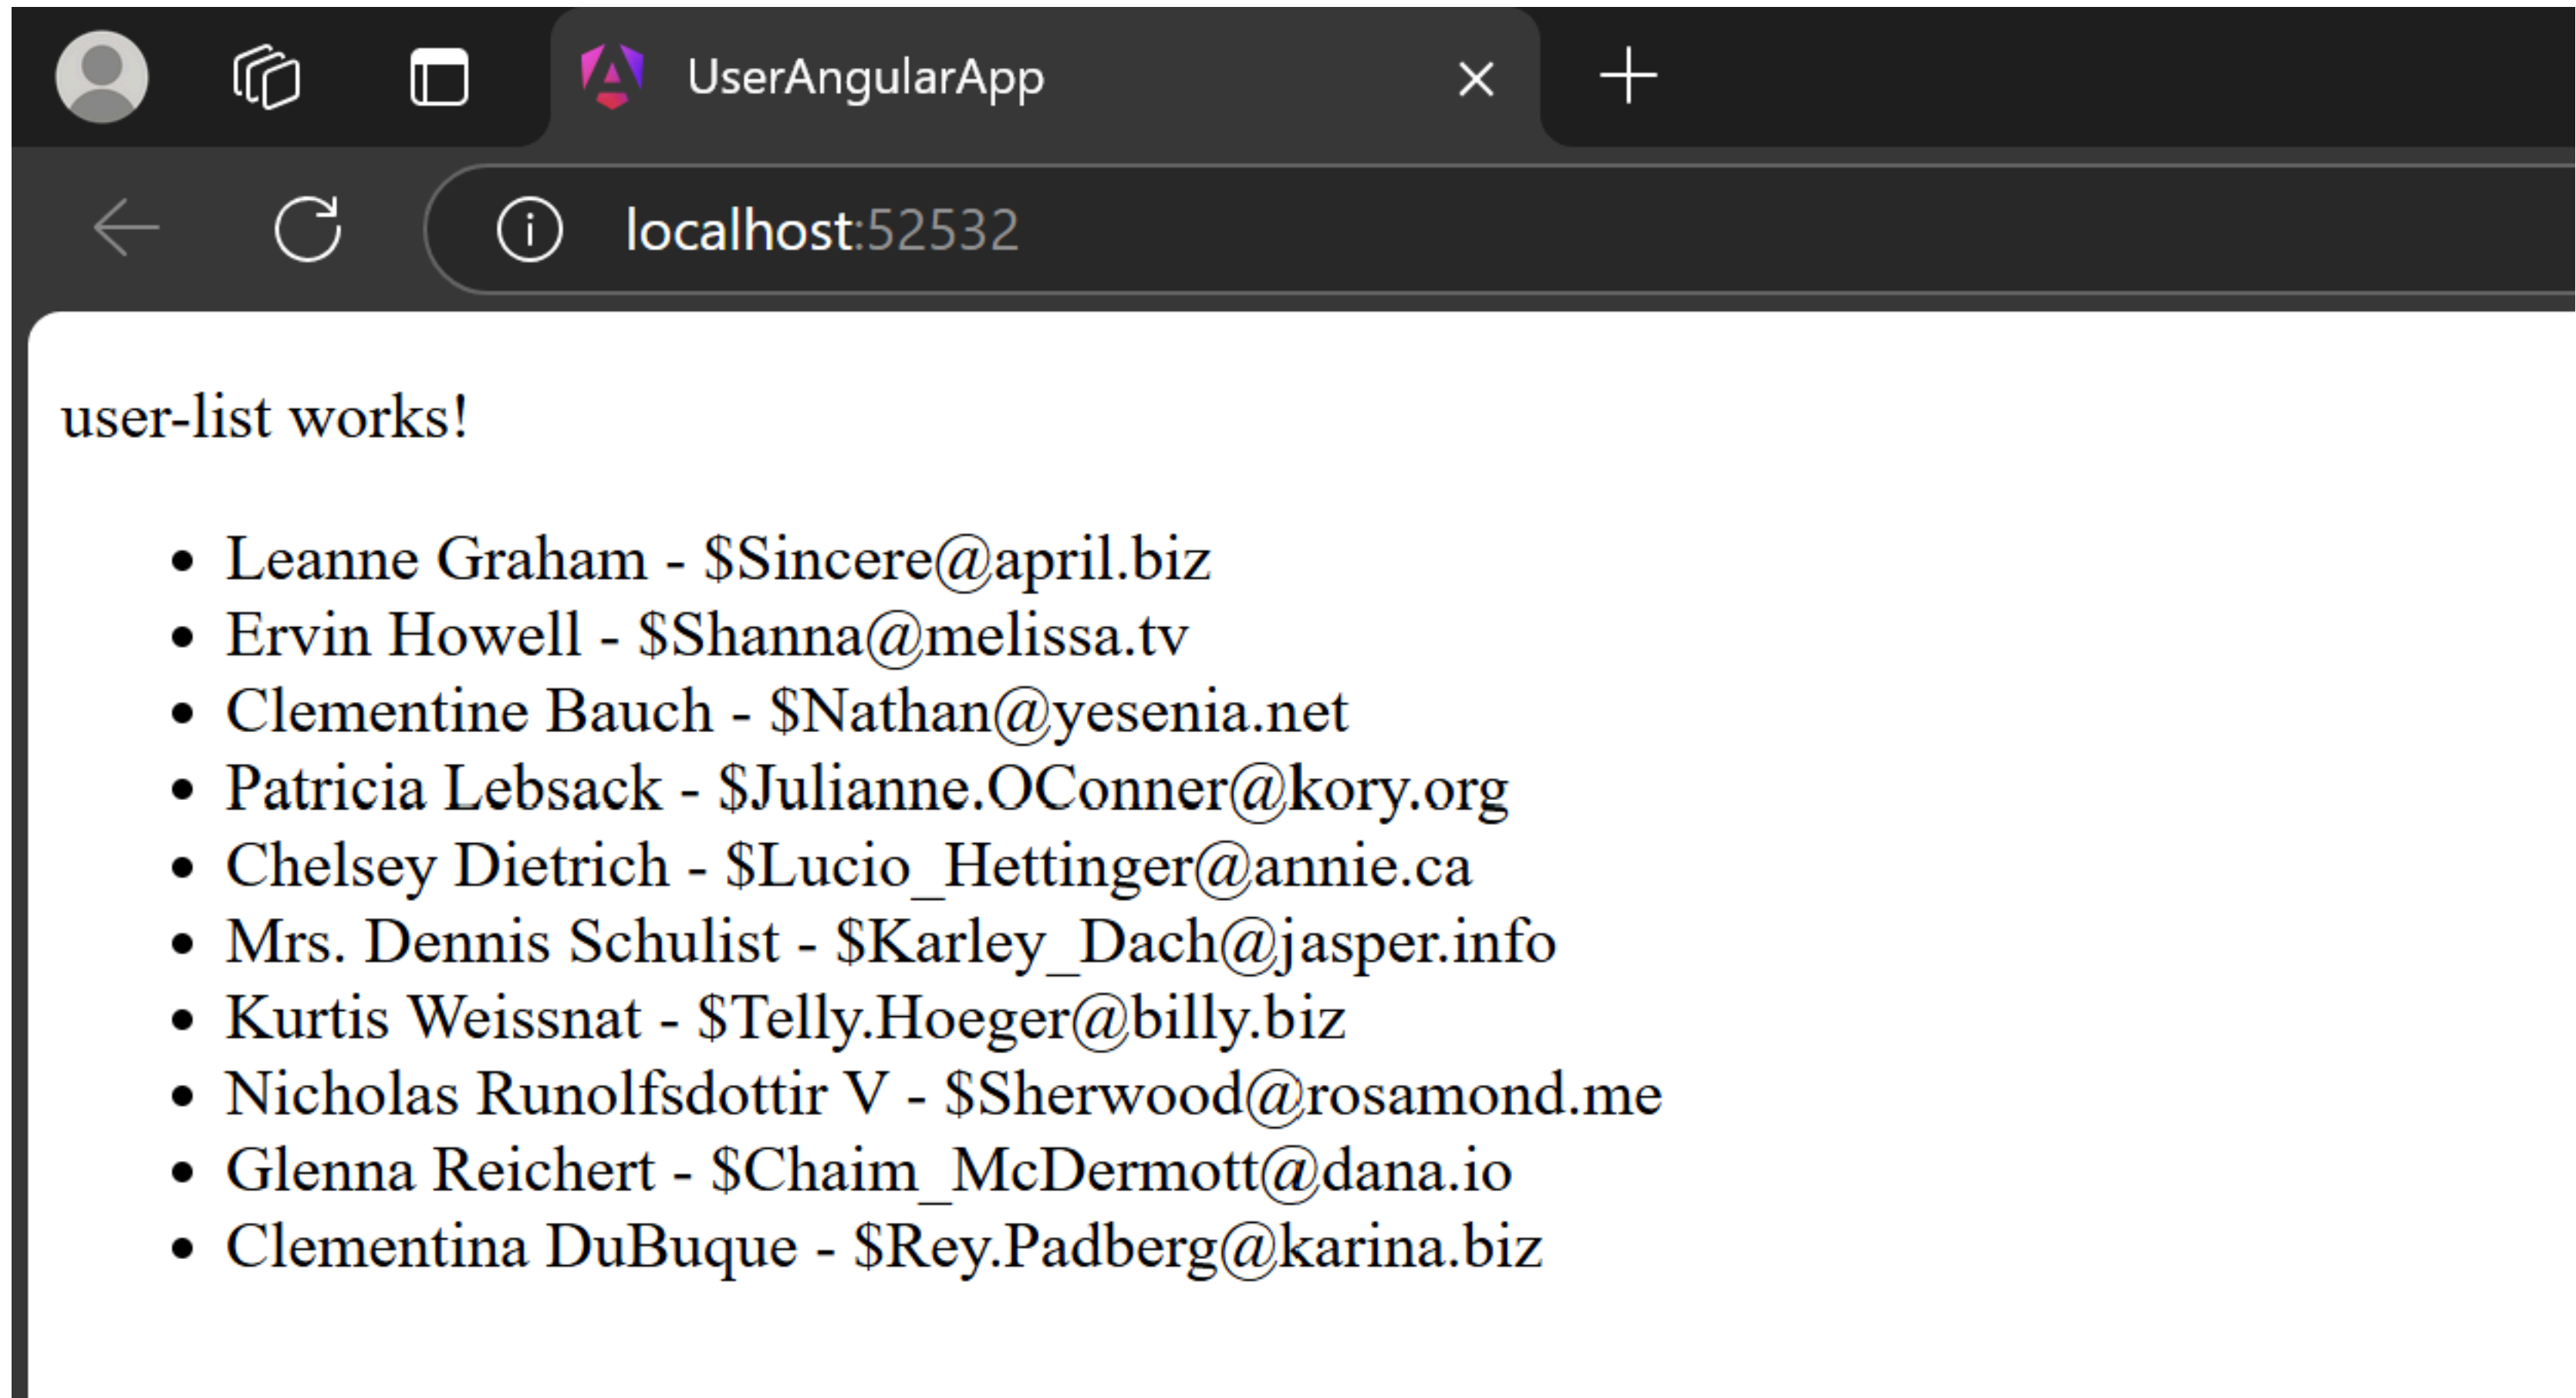 UserAngularApp
localhost:52532
user-list works!
Leanne Graham - $Sincere@april.biz
Ervin Howell - $Shanna@melissa.tv
Clementine Bauch - $Nathan@yesenia.net
Patricia Lebsack - $Julianne.OConner@kory.org
Chelsey Dietrich - $Lucio_Hettinger@annie.ca
Mrs. Dennis Schulist - $Karley_Dach@jasper.info
Kurtis Weissnat - $Telly.Hoeger@billy.biz
Nicholas Runolfsdottir V - $Sherwood@rosamond.me
Glenna Reichert - $Chaim_McDermott@dana.io
Clementina DuBuque - $Rey.Padberg@karina.biz